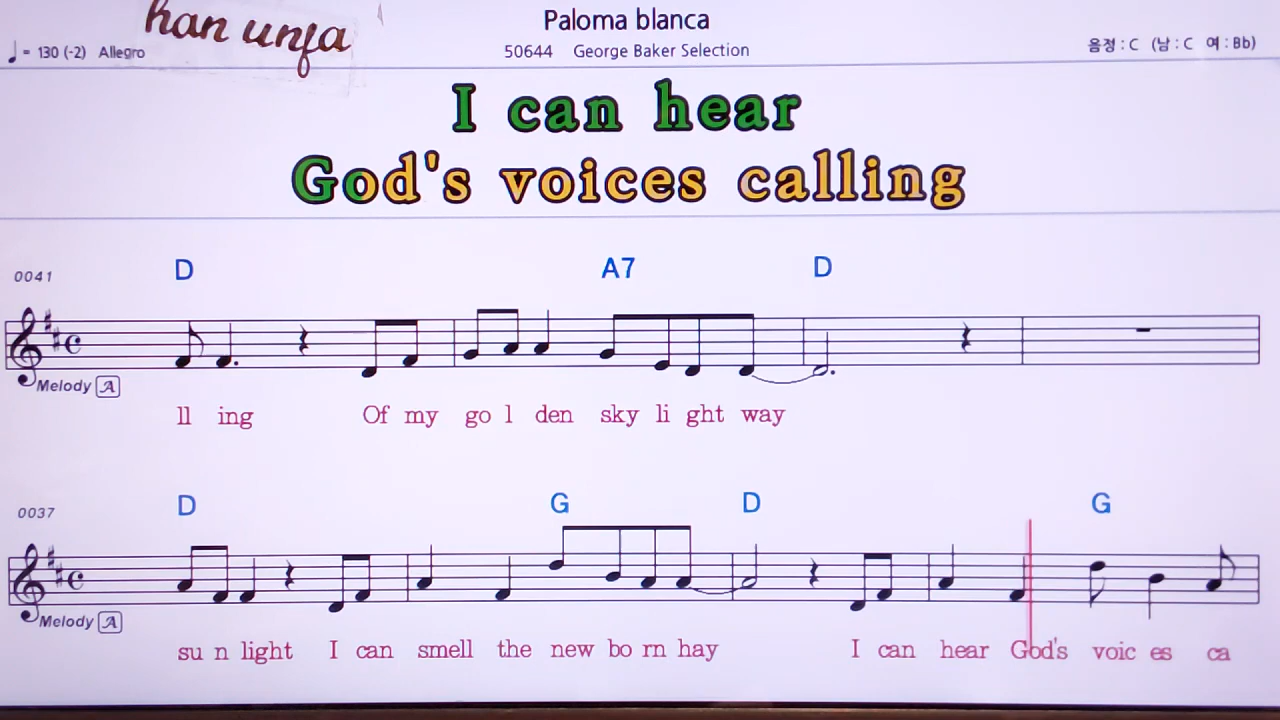 han unja
Paloma blanca
♩ = 130 (-2) Allegro
50644 George Baker Selection
음정 : C (남 : C 여 : Bb)
I can hear
God's voices calling
0041
D A7 D
Melody A
ll ing Of my go l den sky li ght way
0037
D G D G
Melody A
su n light I can smell the new bo rn hay I can hear God's voic es ca